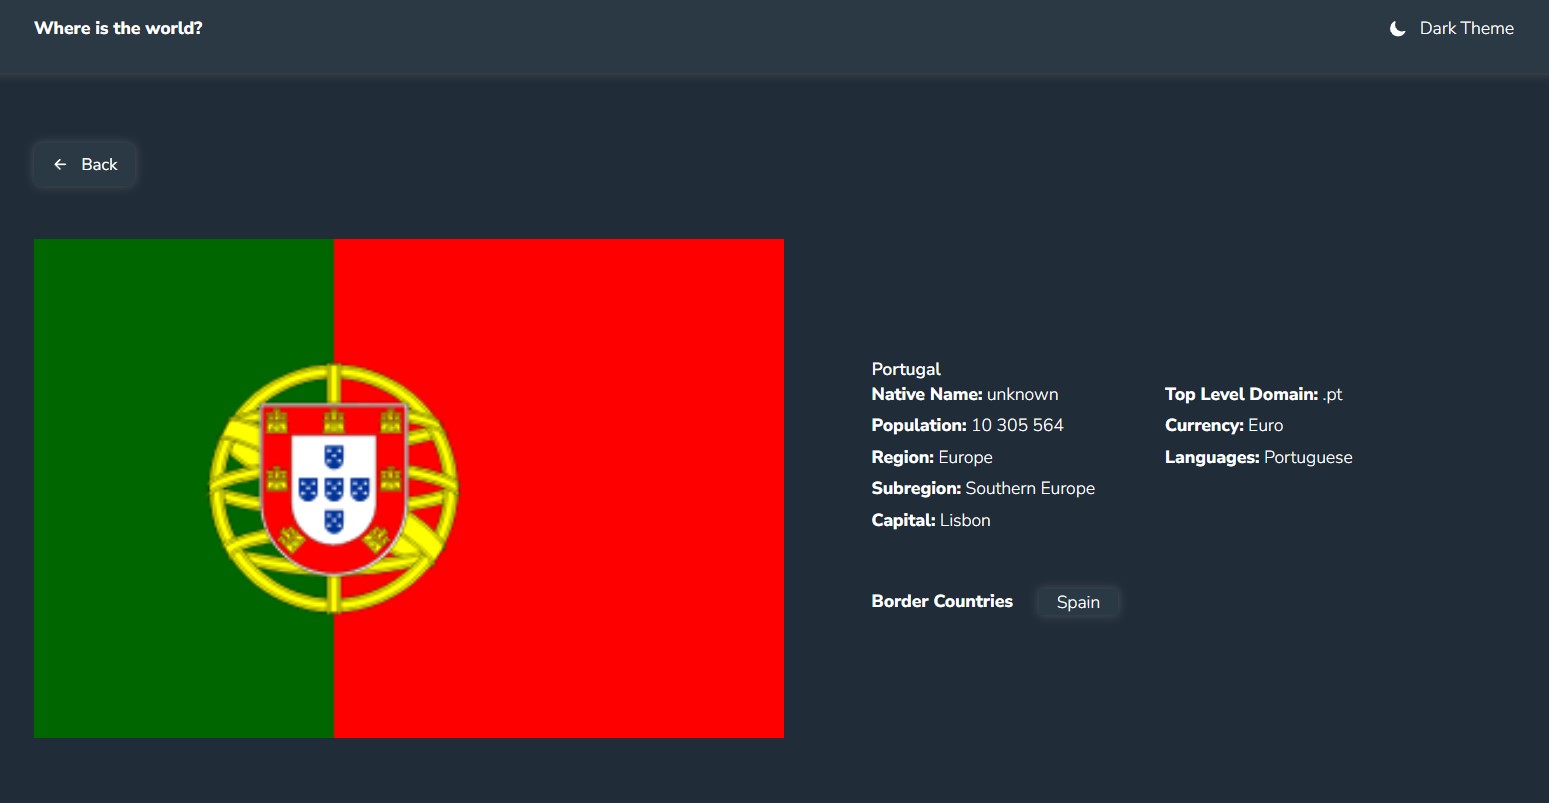 Where is the world?
Dark Theme
Back
Portugal
Native Name: unknown
Population: 10 305 564
Region: Europe
Subregion: Southern Europe
Capital: Lisbon
Top Level Domain: .pt
Currency: Euro
Languages: Portuguese
Border Countries
Spain